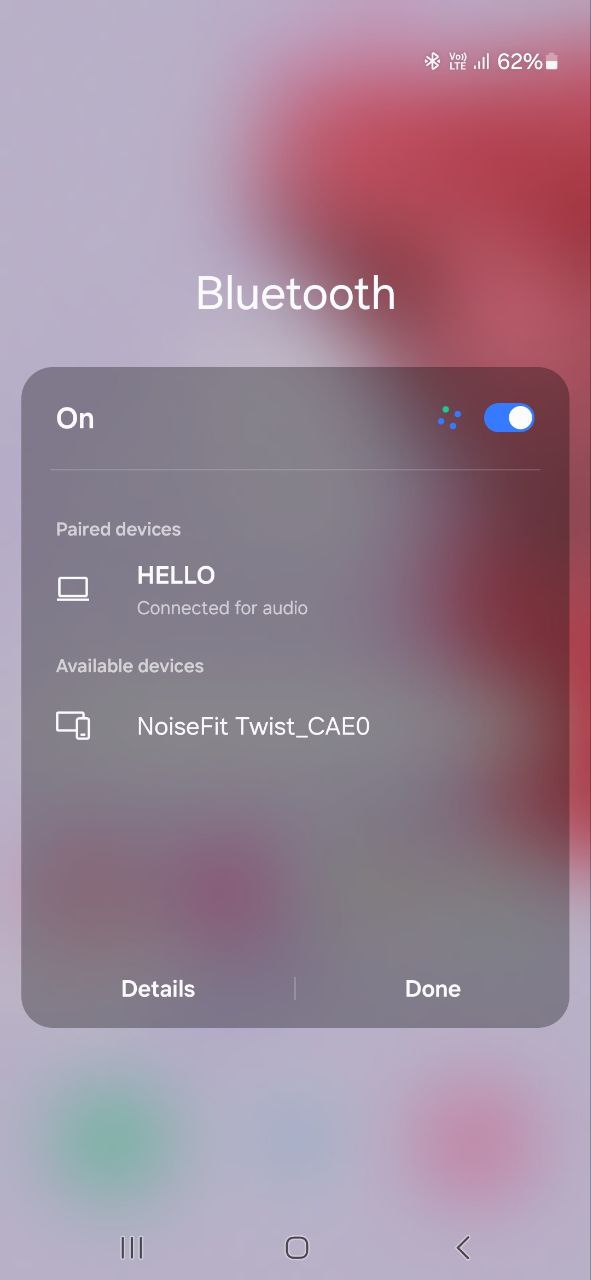 Vo)) LTE 62%
Bluetooth
On
Paired devices
HELLO
Connected for audio
Available devices
NoiseFit Twist_CAE0
Details Done